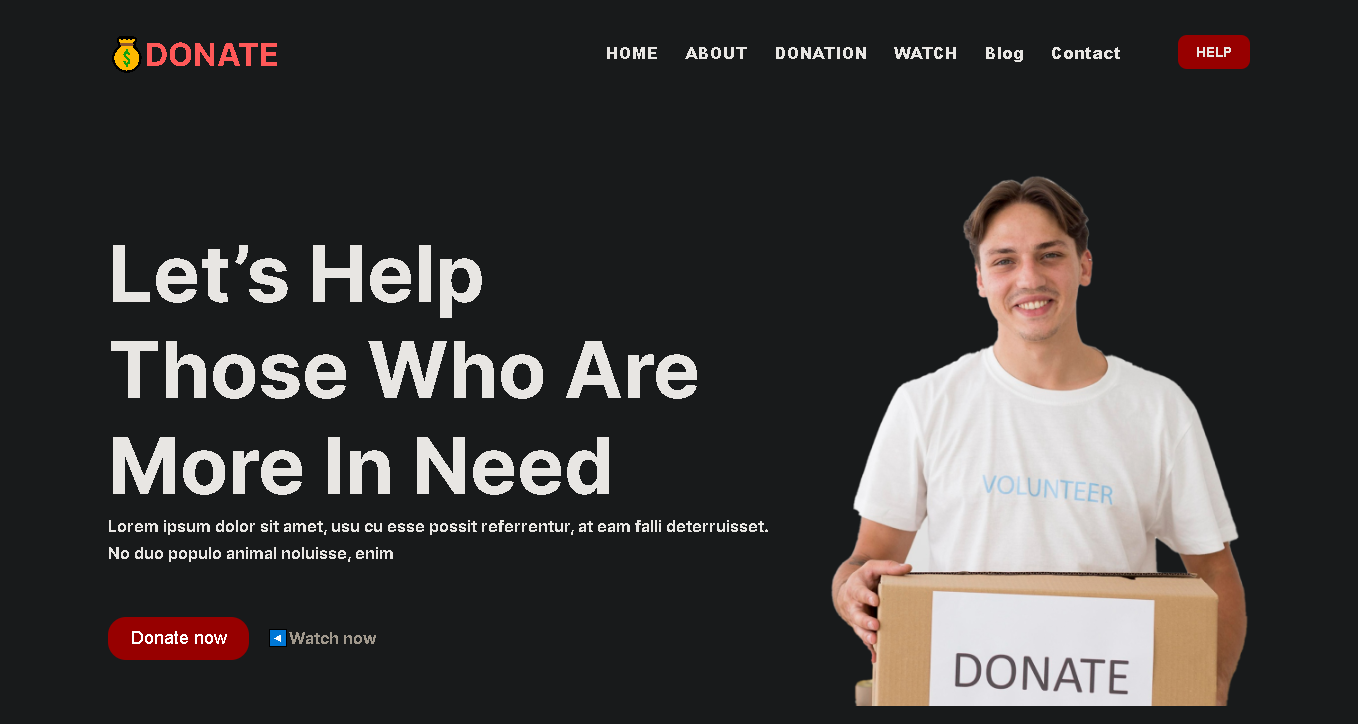 DONATE
HOME ABOUT DONATION WATCH Blog Contact HELP
Let’s Help
Those Who Are
More In Need
Lorem ipsum dolor sit amet, usu cu esse possit referrentur, at eam falli deterruisset.
No duo populo animal noluisse, enim
Donate now Watch now
VOLUNTEER
DONATE